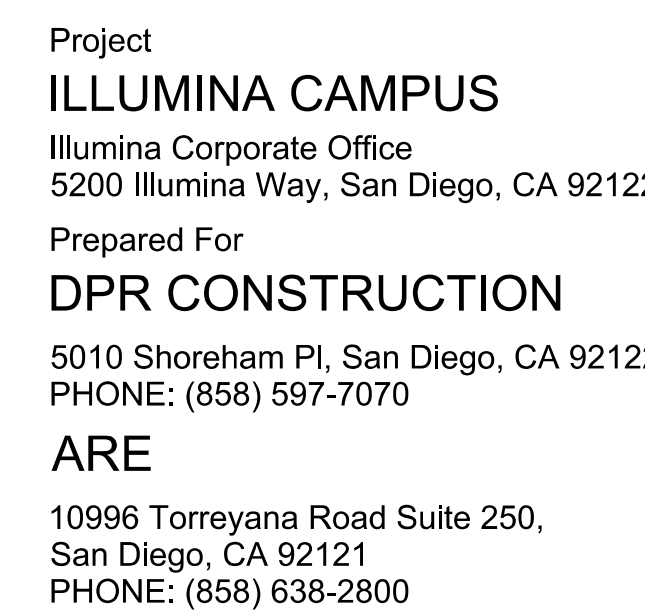 Project
ILLUMINA CAMPUS
Illumina Corporate Office
5200 Illumina Way, San Diego, CA 92122
Prepared For
DPR CONSTRUCTION
5010 Shoreham Pl, San Diego, CA 92122
PHONE: (858) 597-7070
ARE
10996 Torreyana Road Suite 250,
San Diego, CA 92121
PHONE: (858) 638-2800